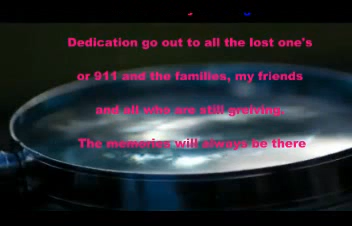 Dedication go out to all the lost one's
or 911 and the families, my friends
and all who are still greiving.
The memories will always be there